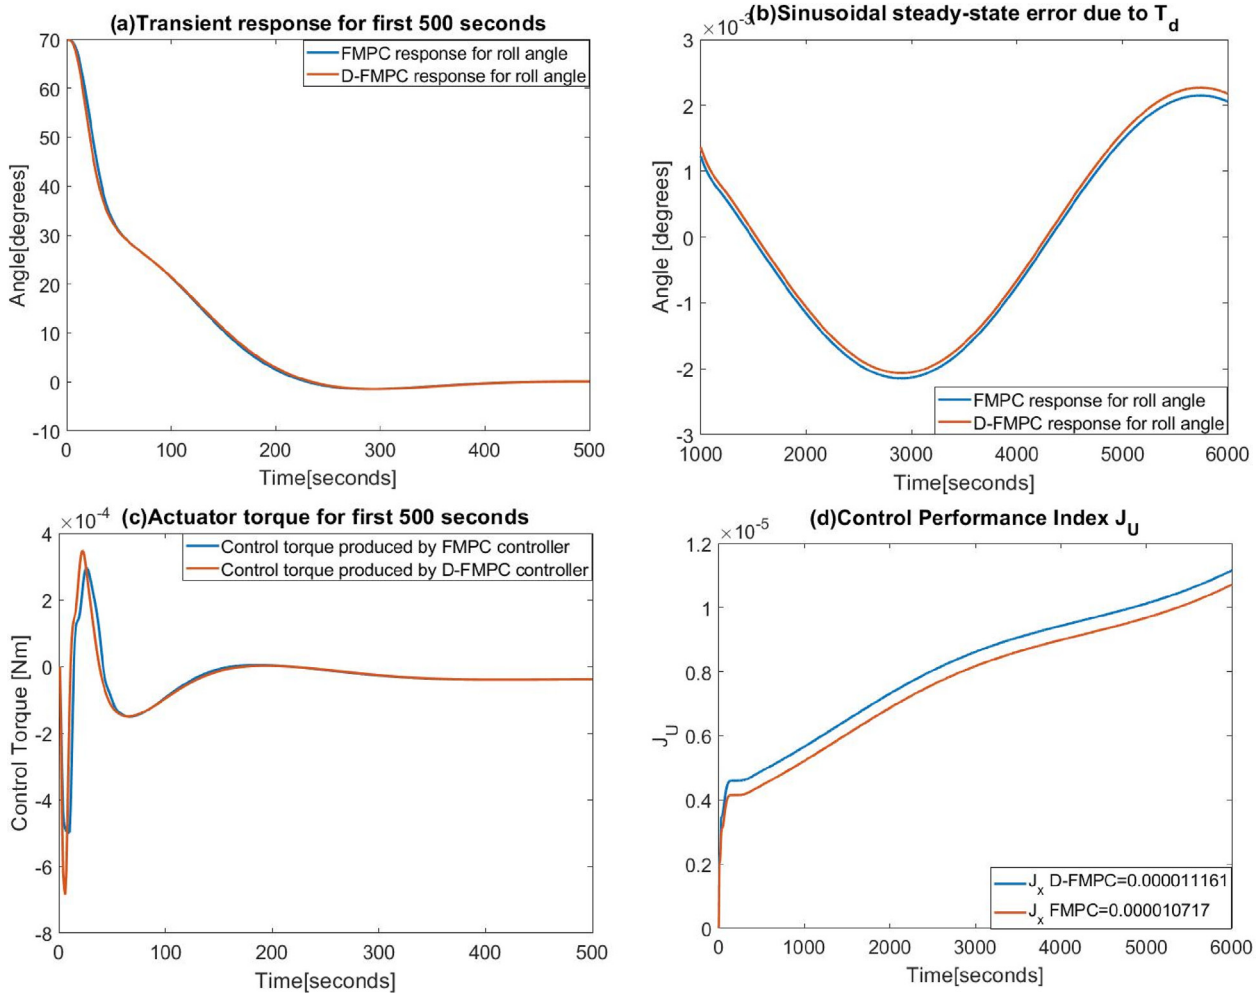 (a)Transient response for first 500 seconds
70
60
50
40
30
20
10
0
-10
Angle[degrees]
FMPC response for roll angle
D-FMPC response for roll angle
0 100 200 300 400 500
Time[seconds]
×10⁻³
(b)Sinusoidal steady-state error due to T_d
3
2
1
0
-1
-2
-3
Angle [degrees]
FMPC response for roll angle
D-FMPC response for roll angle
1000 2000 3000 4000 5000 6000
Time[seconds]
×10⁻⁴
(c)Actuator torque for first 500 seconds
4
2
0
-2
-4
-6
-8
Control Torque [Nm]
Control torque produced by FMPC controller
Control torque produced by D-FMPC controller
0 100 200 300 400 500
Time[seconds]
×10⁻⁵
(d)Control Performance Index J_U
1.2
1
0.8
0.6
0.4
0.2
0
J_U
J_x D-FMPC=0.000011161
J_x FMPC=0.000010717
0 1000 2000 3000 4000 5000 6000
Time[seconds]